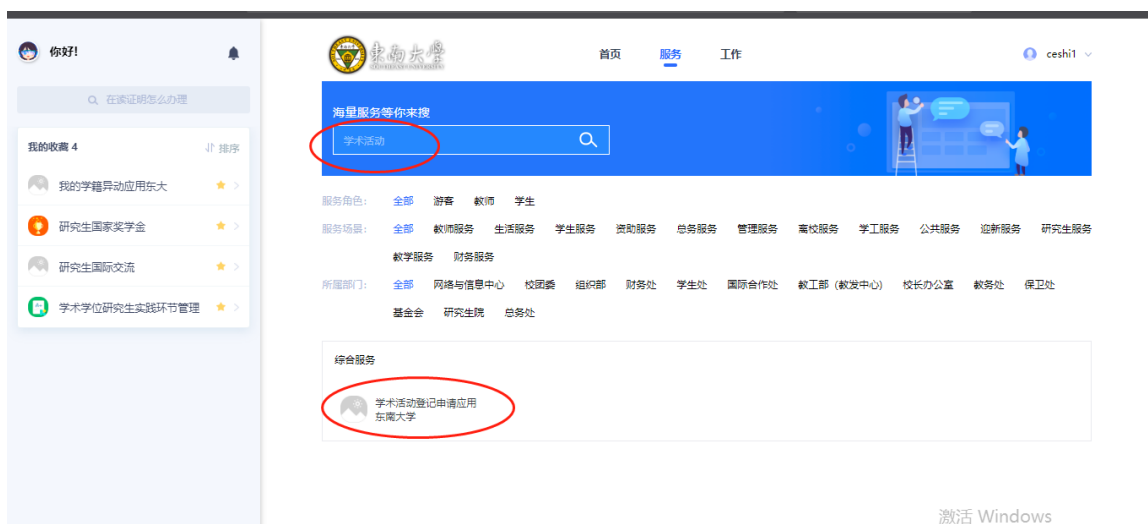 你好!
在读证明怎么办理
我的收藏 4
排序
我的学籍异动应用东大
研究生国家奖学金
研究生国际交流
学术学位研究生实践环节管理
東南大學
首页 服务 工作
ceshi1
海量服务等你来搜
学术活动
服务角色: 全部 游客 教师 学生
服务场景: 全部 教师服务 生活服务 学生服务 资助服务 总务服务 管理服务 离校服务 学工服务 公共服务 迎新服务 研究生服务
教学服务 财务服务
所属部门: 全部 网络与信息中心 校团委 组织部 财务处 学生处 国际合作处 教工部（教发中心） 校长办公室 教务处 保卫处
基金会 研究生院 总务处
综合服务
学术活动登记申请应用
东南大学
激活 Windows